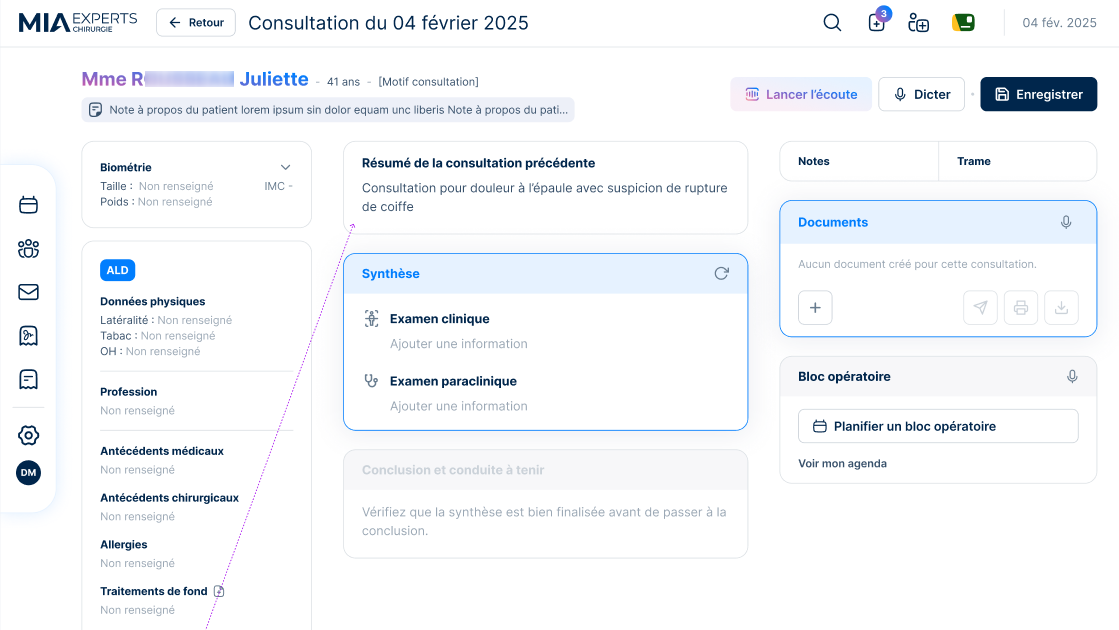 MIA EXPERTS
CHIRURGIE
Retour
Consultation du 04 février 2025
3
04 fév. 2025
Mme R Juliette - 41 ans - [Motif consultation]
Note à propos du patient lorem ipsum sin dolor equam unc liberis Note à propos du pati...
Lancer l'écoute
Dicter
Enregistrer
Biométrie
Taille : Non renseigné IMC -
Poids : Non renseigné
ALD
Données physiques
Latéralité : Non renseigné
Tabac : Non renseigné
OH : Non renseigné
Profession
Non renseigné
Antécédents médicaux
Non renseigné
Antécédents chirurgicaux
Non renseigné
Allergies
Non renseigné
Traitements de fond
Non renseigné
DM
Résumé de la consultation précédente
Consultation pour douleur à l'épaule avec suspicion de rupture
de coiffe
Synthèse
Examen clinique
Ajouter une information
Examen paraclinique
Ajouter une information
Conclusion et conduite à tenir
Vérifiez que la synthèse est bien finalisée avant de passer à la
conclusion.
Notes
Trame
Documents
Aucun document créé pour cette consultation.
Bloc opératoire
Planifier un bloc opératoire
Voir mon agenda